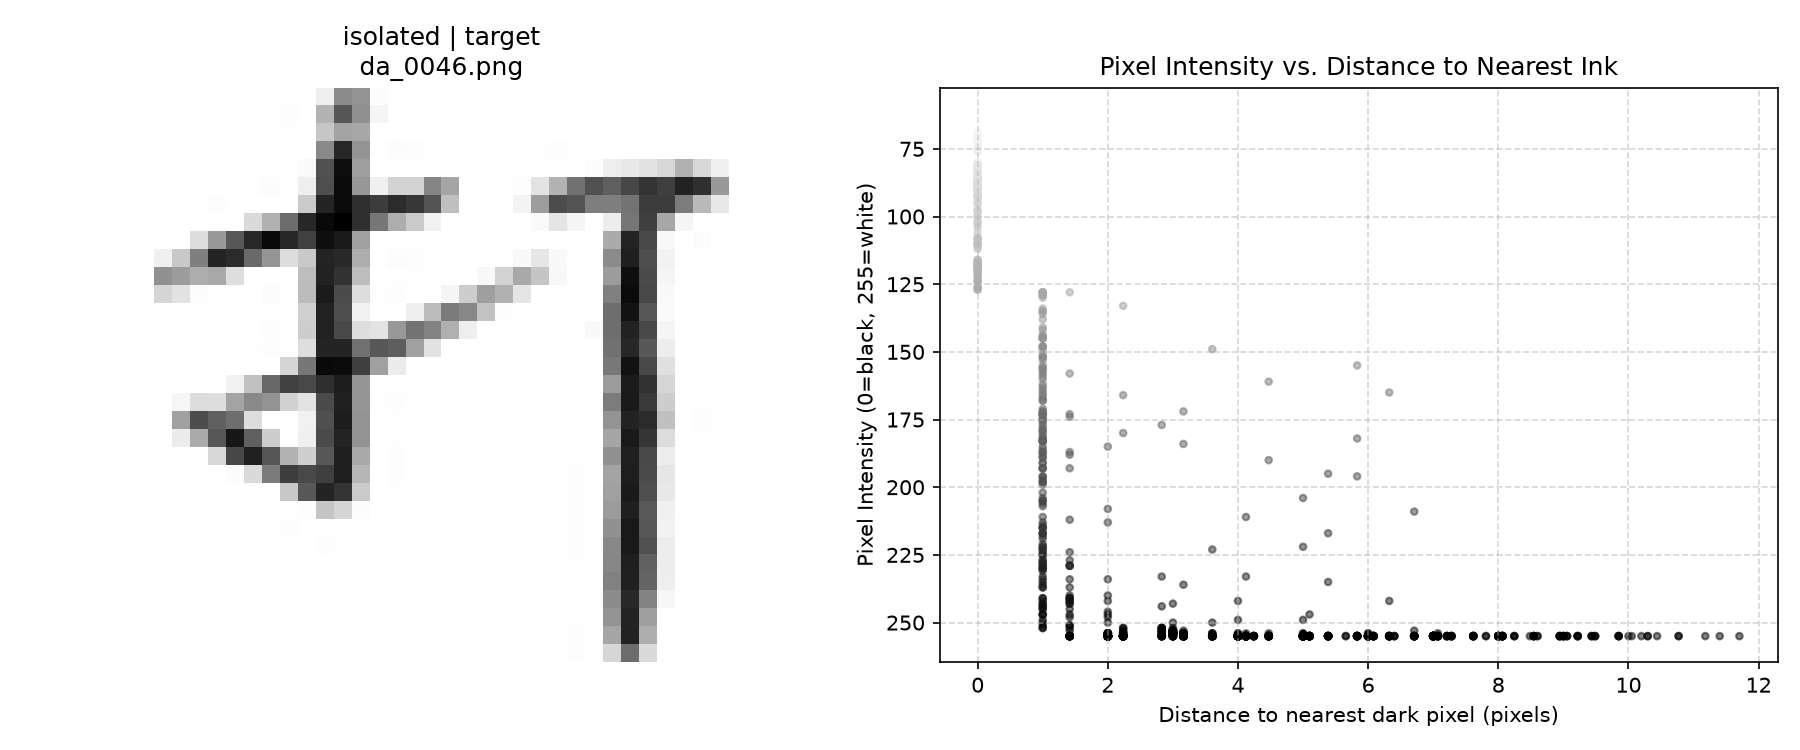 isolated | target
da_0046.png
打
Pixel Intensity vs. Distance to Nearest Ink
Pixel Intensity (0=black, 255=white)
75
100
125
150
175
200
225
250
0 2 4 6 8 10 12
Distance to nearest dark pixel (pixels)